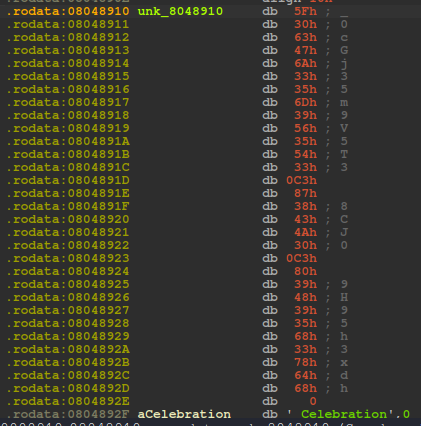 .rodata:08048910 unk_8048910 db 5Fh ; _
.rodata:08048911 db 30h ; 0
.rodata:08048912 db 63h ; c
.rodata:08048913 db 47h ; G
.rodata:08048914 db 6Ah ; j
.rodata:08048915 db 33h ; 3
.rodata:08048916 db 35h ; 5
.rodata:08048917 db 6Dh ; m
.rodata:08048918 db 39h ; 9
.rodata:08048919 db 56h ; V
.rodata:0804891A db 35h ; 5
.rodata:0804891B db 54h ; T
.rodata:0804891C db 33h ; 3
.rodata:0804891D db 0C3h
.rodata:0804891E db 87h
.rodata:0804891F db 38h ; 8
.rodata:08048920 db 43h ; C
.rodata:08048921 db 4Ah ; J
.rodata:08048922 db 30h ; 0
.rodata:08048923 db 0C3h
.rodata:08048924 db 80h
.rodata:08048925 db 39h ; 9
.rodata:08048926 db 48h ; H
.rodata:08048927 db 39h ; 9
.rodata:08048928 db 35h ; 5
.rodata:08048929 db 68h ; h
.rodata:0804892A db 33h ; 3
.rodata:0804892B db 78h ; x
.rodata:0804892C db 64h ; d
.rodata:0804892D db 68h ; h
.rodata:0804892E db 0
.rodata:0804892F aCelebration db ' Celebration'.0